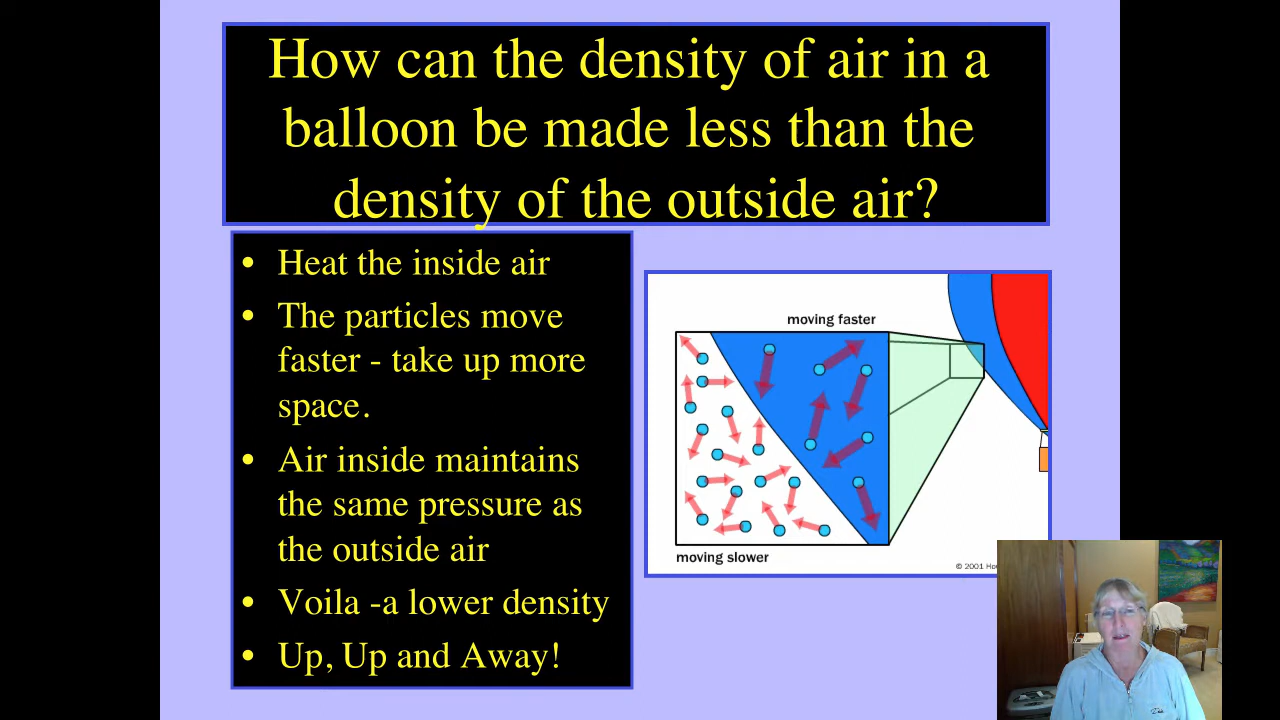 How can the density of air in a
balloon be made less than the
density of the outside air?
• Heat the inside air
• The particles move
faster - take up more
space.
• Air inside maintains
the same pressure as
the outside air
• Voila -a lower density
• Up, Up and Away!
moving faster
moving slower
© 2001